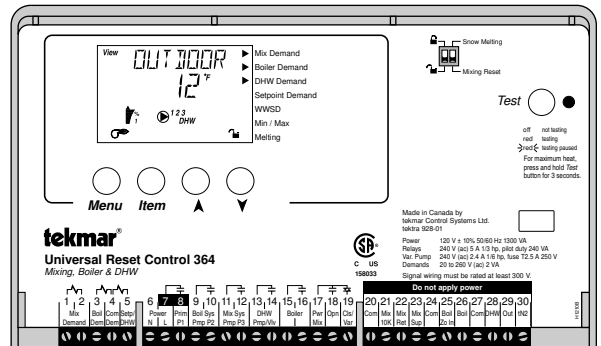 View
OUTDOOR
12 °F
%
1
1 2 3
DHW
Mix Demand
Boiler Demand
DHW Demand
Setpoint Demand
WWSD
Min / Max
Melting
Menu
Item
Snow Melting
Mixing Reset
Test
off not testing
red testing
red testing paused
For maximum heat,
press and hold Test
button for 3 seconds.
tekmar®
Universal Reset Control 364
Mixing, Boiler & DHW
C US
158033
Made in Canada by
tekmar Control Systems Ltd.
tektra 928-01
Power 120 V ± 10% 50/60 Hz 1300 VA
Relays 240 V (ac) 5 A 1/3 hp, pilot duty 240 VA
Var. Pump 240 V (ac) 2.4 A 1/6 hp, fuse T2.5 A 250 V
Demands 20 to 260 V (ac) 2 VA
Signal wiring must be rated at least 300 V.
Do not apply power
1 2 3 4 5 6 7 8 9 10 11 12 13 14 15 16 17 18 19 20 21 22 23 24 25 26 27 28 29 30
Mix Boil Com Setp/ Power Prim Boil Sys Mix Sys DHW Boiler Pwr Opn Cls/ Com Mix Mix Mix Com Boil Boil Com DHW Out tN2
Demand Dem Dem DHW N L P1 Pmp P2 Pmp P3 Pmp/Vlv Mix Var 10K Ret Sup Zo In
H1250B